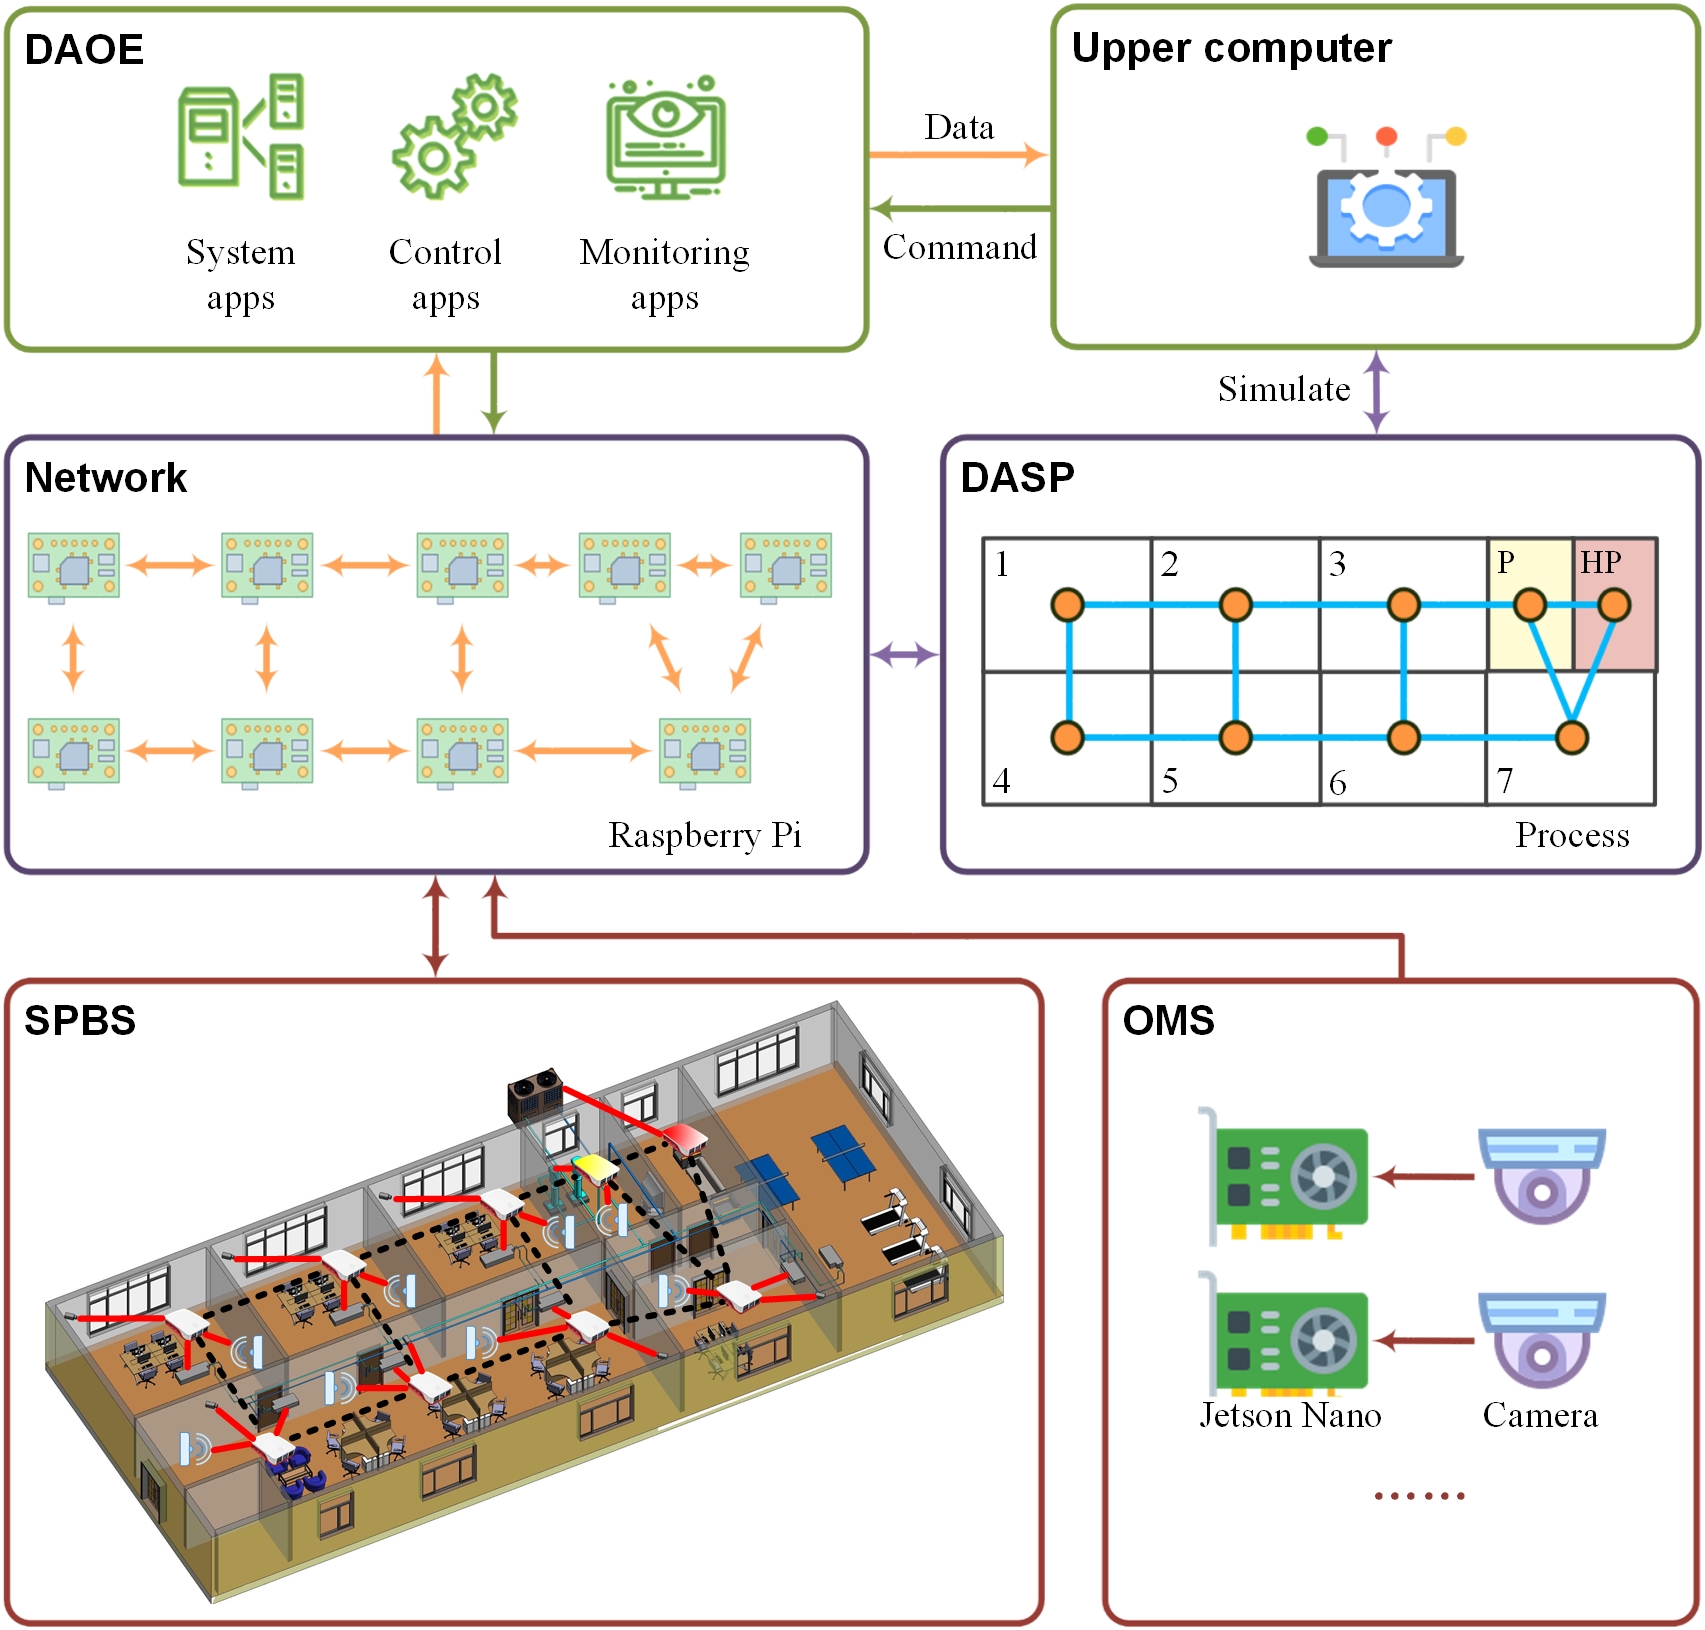 DAOE
System
apps
Control
apps
Monitoring
apps
Data
Command
Upper computer
Simulate
Network
Raspberry Pi
DASP
1
2
3
P
HP
4
5
6
7
Process
SPBS
OMS
Jetson Nano
Camera
......